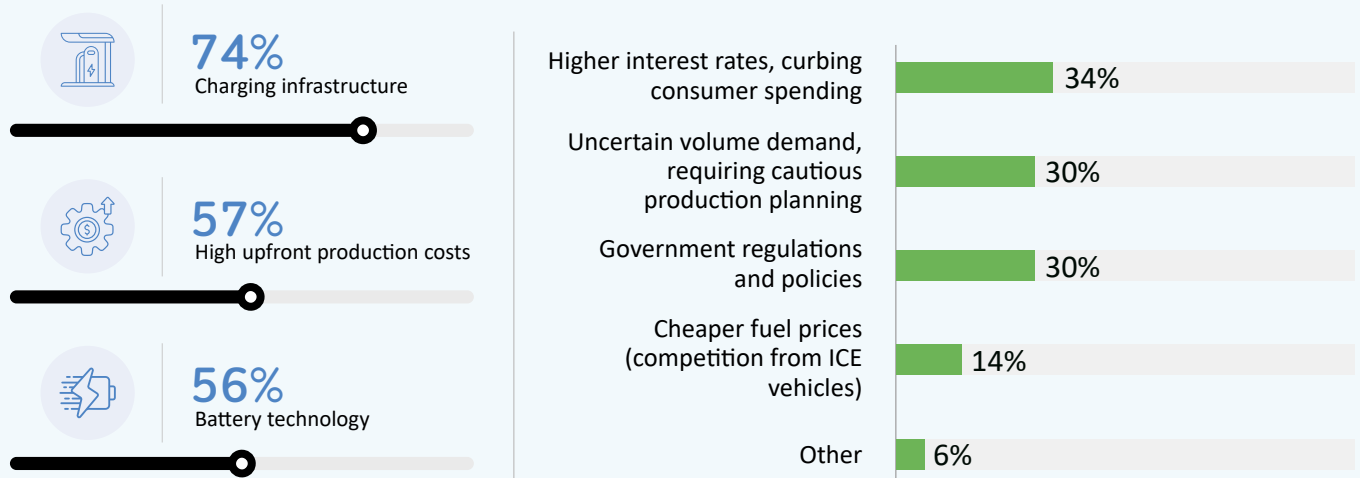 74%
Charging infrastructure
57%
High upfront production costs
56%
Battery technology
Higher interest rates, curbing
consumer spending
34%
Uncertain volume demand,
requiring cautious
production planning
30%
Government regulations
and policies
30%
Cheaper fuel prices
(competition from ICE
vehicles)
14%
Other
6%